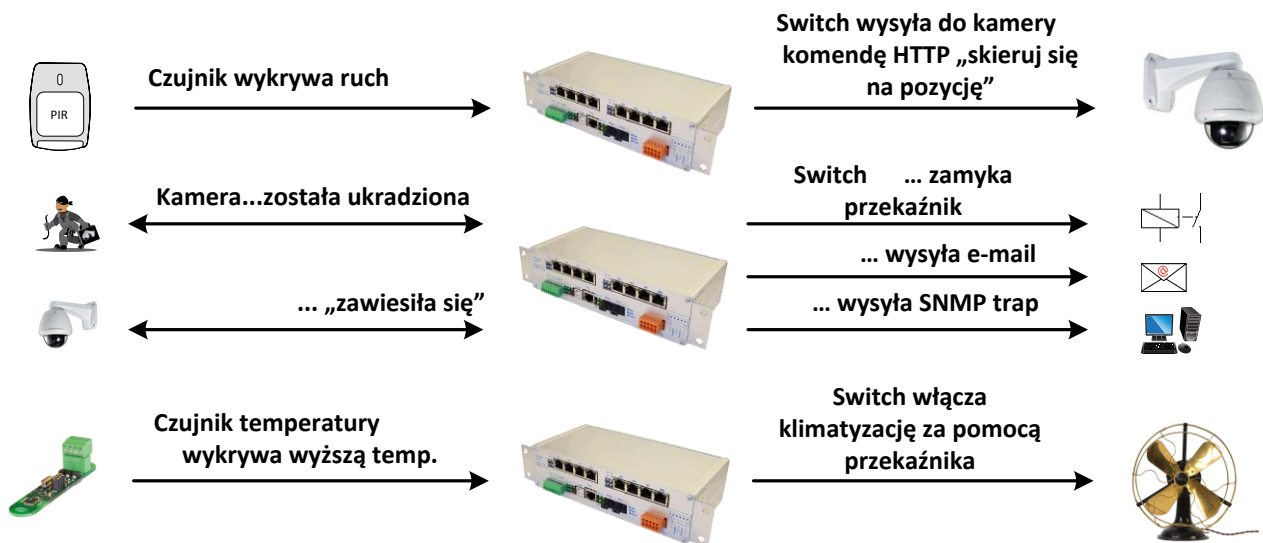 Switch wysyła do kamery
komendę HTTP „skieruj się
na pozycję”
Czujnik wykrywa ruch
PIR
Kamera...została ukradziona
Switch ... zamyka
przekaźnik
... wysyła e-mail
@
... „zawiesiła się”
... wysyła SNMP trap
Czujnik temperatury
wykrywa wyższą temp.
Switch włącza
klimatyzację za pomocą
przekaźnika